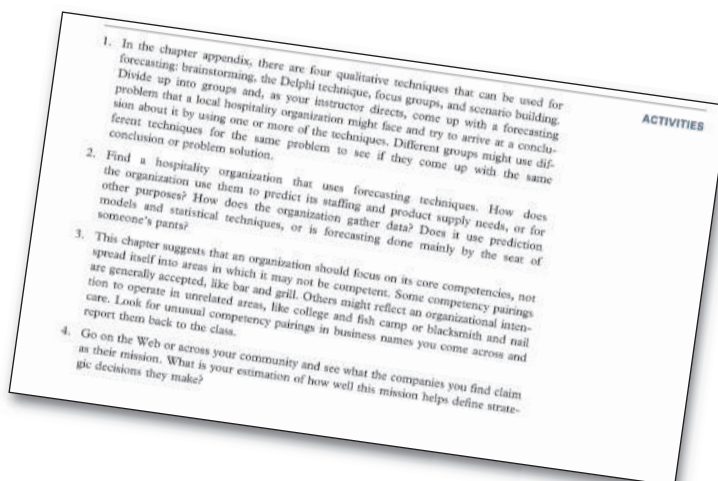 ACTIVITIES
1. In the chapter appendix, there are four qualitative techniques that can be used for
forecasting: brainstorming, the Delphi technique, focus groups, and scenario building.
Divide up into groups and, as your instructor directs, come up with a forecasting
problem that a local hospitality organization might face and try to arrive at a conclu-
sion about it by using one or more of the techniques. Different groups might use dif-
ferent techniques for the same problem to see if they come up with the same
conclusion or problem solution.
2. Find a hospitality organization that uses forecasting techniques. How does
the organization use them to predict its staffing and product supply needs, or for
other purposes? How does the organization gather data? Does it use prediction
models and statistical techniques, or is forecasting done mainly by the seat of
someone's pants?
3. This chapter suggests that an organization should focus on its core competencies, not
spread itself into areas in which it may not be competent. Some competency pairings
are generally accepted, like bar and grill. Others might reflect an organizational inten-
tion to operate in unrelated areas, like college and fish camp or blacksmith and nail
care. Look for unusual competency pairings in business names you come across and
report them back to the class.
4. Go on the Web or across your community and see what the companies you find claim
as their mission. What is your estimation of how well this mission helps define strate-
gic decisions they make?